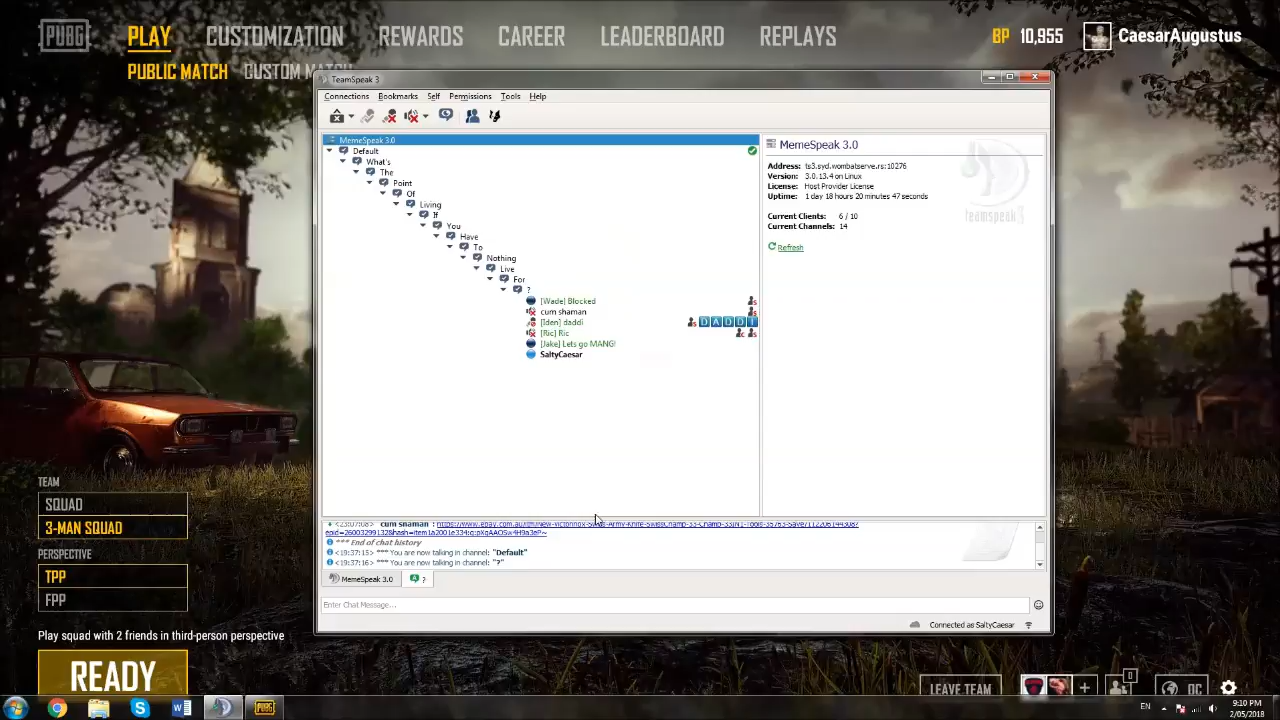 PUBG
PLAY CUSTOMIZATION REWARDS CAREER LEADERBOARD REPLAYS
BP 10,955 CaesarAugustus
PUBLIC MATCH CUSTOM MATCH
TeamSpeak 3
Connections Bookmarks Self Permissions Tools Help
MemeSpeak 3.0
Default
What's
The
Point
Of
Living
If
You
Have
To
Nothing
Live
For
?
[Wade] Blocked
cum shaman
[Iden] daddi DADDI
[Ric] Ric
[Jake] Lets go MANG!
SaltyCaesar
MemeSpeak 3.0
Address: ts3.syd.wombatserve.rs:10276
Version: 3.0.13.4 on Linux
License: Host Provider License
Uptime: 1 day 18 hours 20 minutes 47 seconds
Current Clients: 6 / 10
Current Channels: 14
Refresh
teamspeak3
<23:07:08> "cum shaman":
*** End of chat history
<19:37:15> *** You are now talking in channel: "Default"
<19:37:16> *** You are now talking in channel: "?"
MemeSpeak 3.0 ?
Enter Chat Message...
Connected as SaltyCaesar
TEAM
SQUAD
3-MAN SQUAD
PERSPECTIVE
TPP
FPP
Play squad with 2 friends in third-person perspective
READY
LEAVE TEAM + 0 OC
EN
9:10 PM
2/05/2018